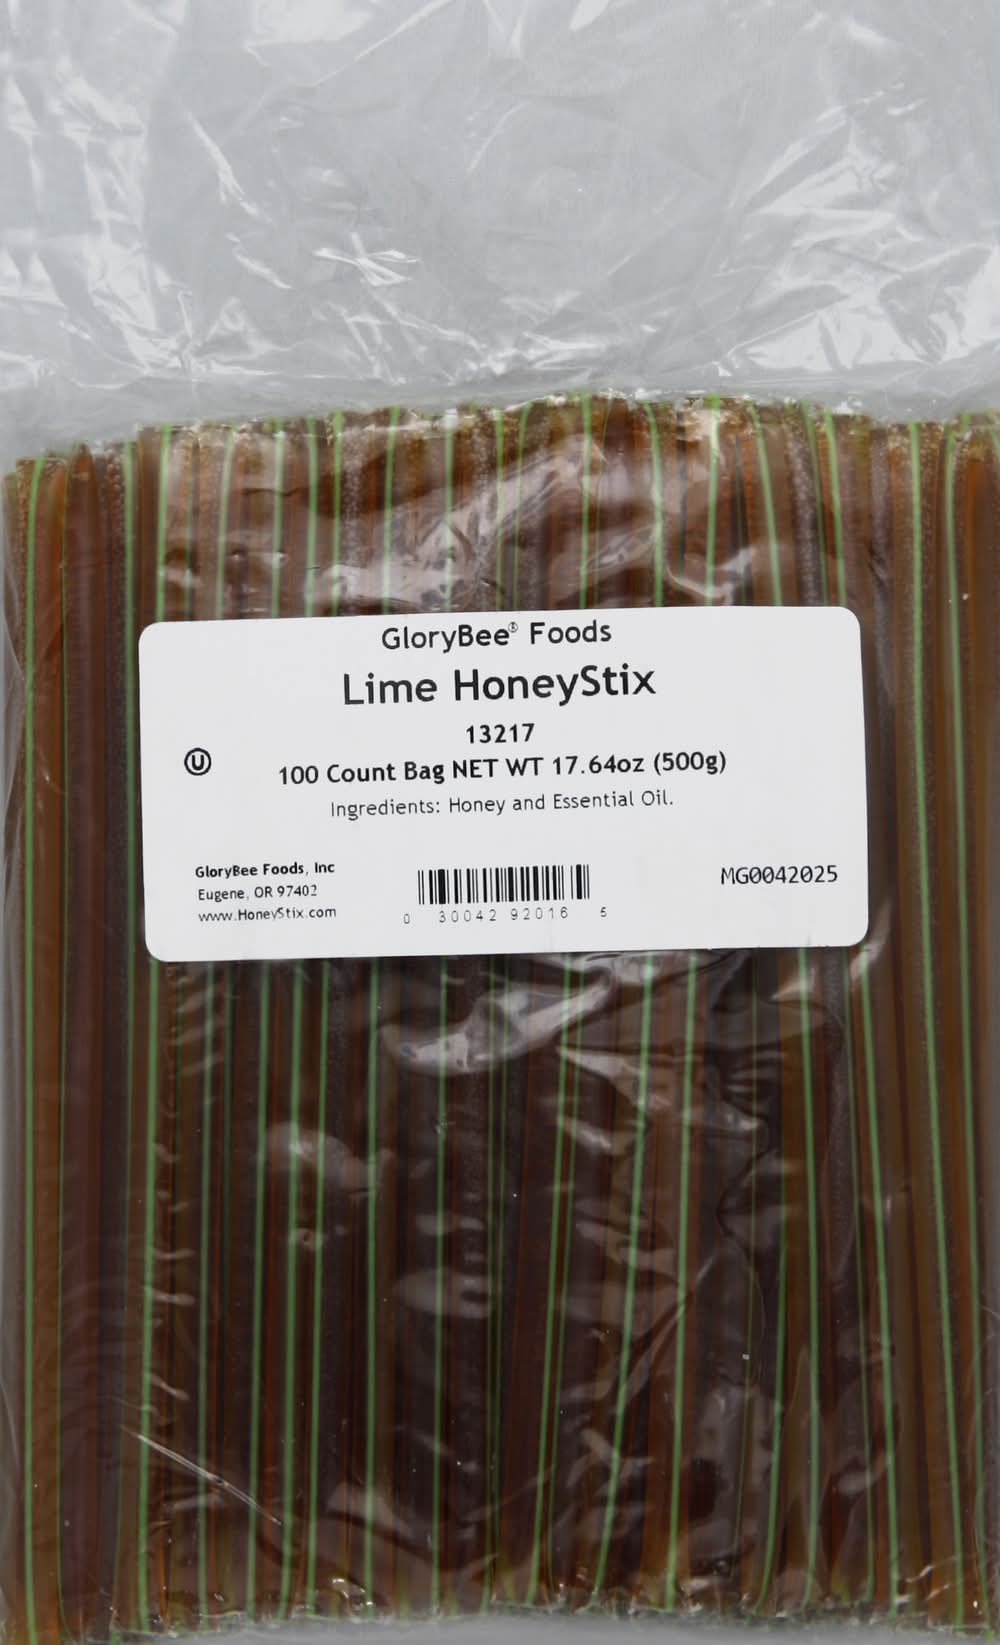 GloryBee® Foods
Lime HoneyStix
13217
Ⓤ
100 Count Bag NET WT 17.64oz (500g)
Ingredients: Honey and Essential Oil.
GloryBee Foods, Inc
Eugene, OR 97402
www.HoneyStix.com
0 30042 92016 5
MG0042025